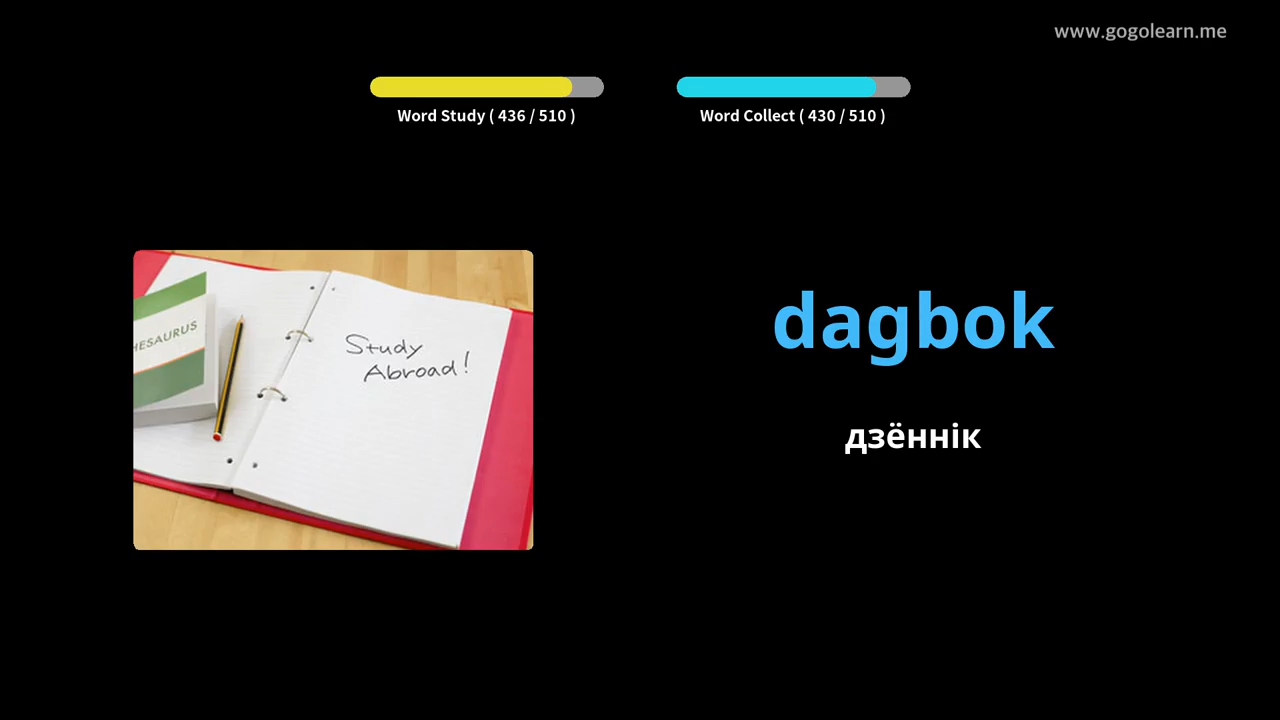 www.gogolearn.me
Word Study ( 436 / 510 )
Word Collect ( 430 / 510 )
HESAURUS
Study
Abroad!
dagbok
дзённік